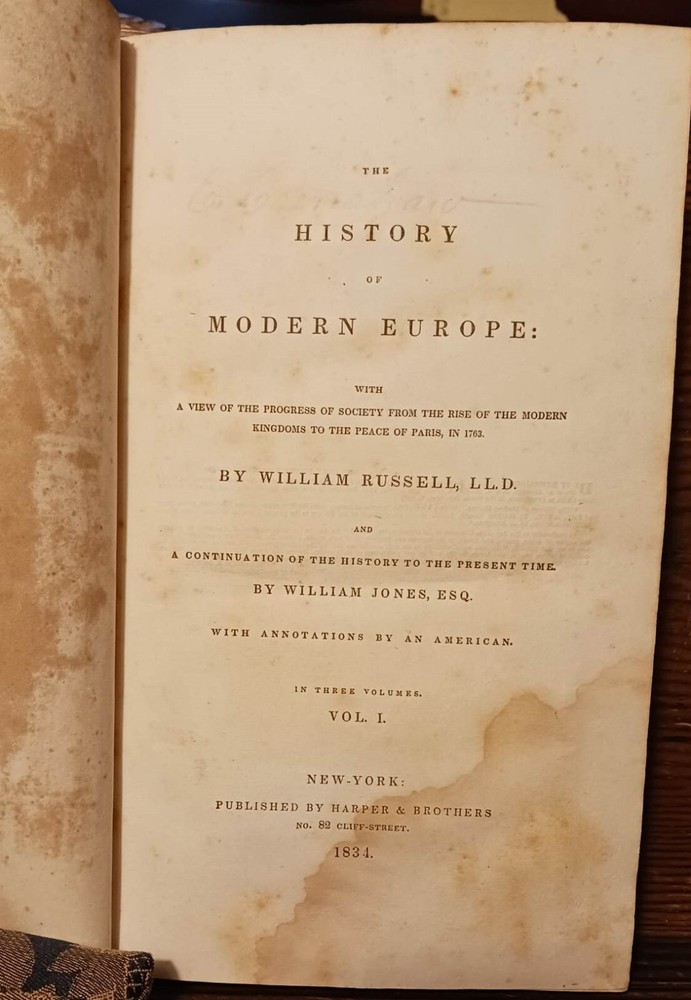 THE
HISTORY
OF
MODERN EUROPE:
WITH
A VIEW OF THE PROGRESS OF SOCIETY FROM THE RISE OF THE MODERN
KINGDOMS TO THE PEACE OF PARIS, IN 1763.
BY WILLIAM RUSSELL, LL.D.
AND
A CONTINUATION OF THE HISTORY TO THE PRESENT TIME.
BY WILLIAM JONES, ESQ.
WITH ANNOTATIONS BY AN AMERICAN.
IN THREE VOLUMES.
VOL. I.
NEW-YORK:
PUBLISHED BY HARPER & BROTHERS
NO. 82 CLIFF-STREET.
1834.